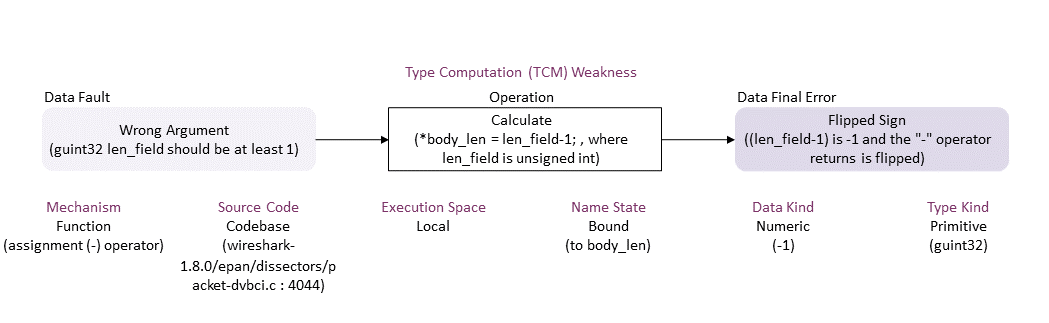 Type Computation (TCM) Weakness
Data Fault
Operation
Data Final Error
Wrong Argument
(guint32 len_field should be at least 1)
Calculate
(*body_len = len_field-1; , where
len_field is unsigned int)
Flipped Sign
((len_field-1) is -1 and the "-" operator
returns is flipped)
Mechanism
Function
(assignment (-) operator)
Source Code
Codebase
(wireshark-
1.8.0/epan/dissectors/p
acket-dvbci.c : 4044)
Execution Space
Local
Name State
Bound
(to body_len)
Data Kind
Numeric
(-1)
Type Kind
Primitive
(guint32)